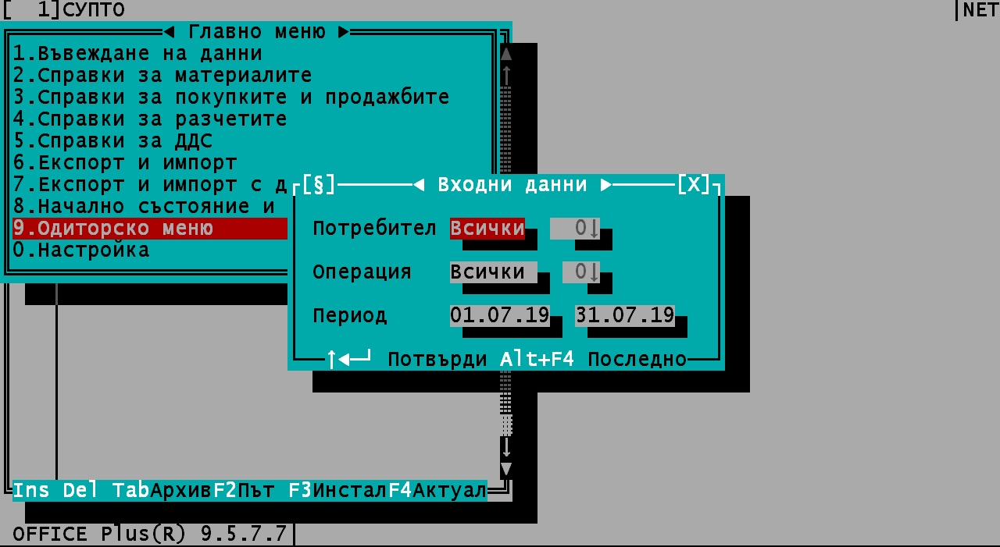 [  1]СУПТО
NET
Главно меню
1.Въвеждане на данни
2.Справки за материалите
3.Справки за покупките и продажбите
4.Справки за разчетите
5.Справки за ДДС
6.Експорт и импорт
7.Експорт и импорт с д
8.Начално състояние и
9.Одиторско меню
0.Настройка
[§] Входни данни [X]
Потребител Всички 0↓
Операция Всички 0↓
Период 01.07.19 31.07.19
Потвърди Alt+F4 Последно
Ins Del TabАрхивF2Път F3ИнсталF4Актуал
OFFICE Plus(R) 9.5.7.7